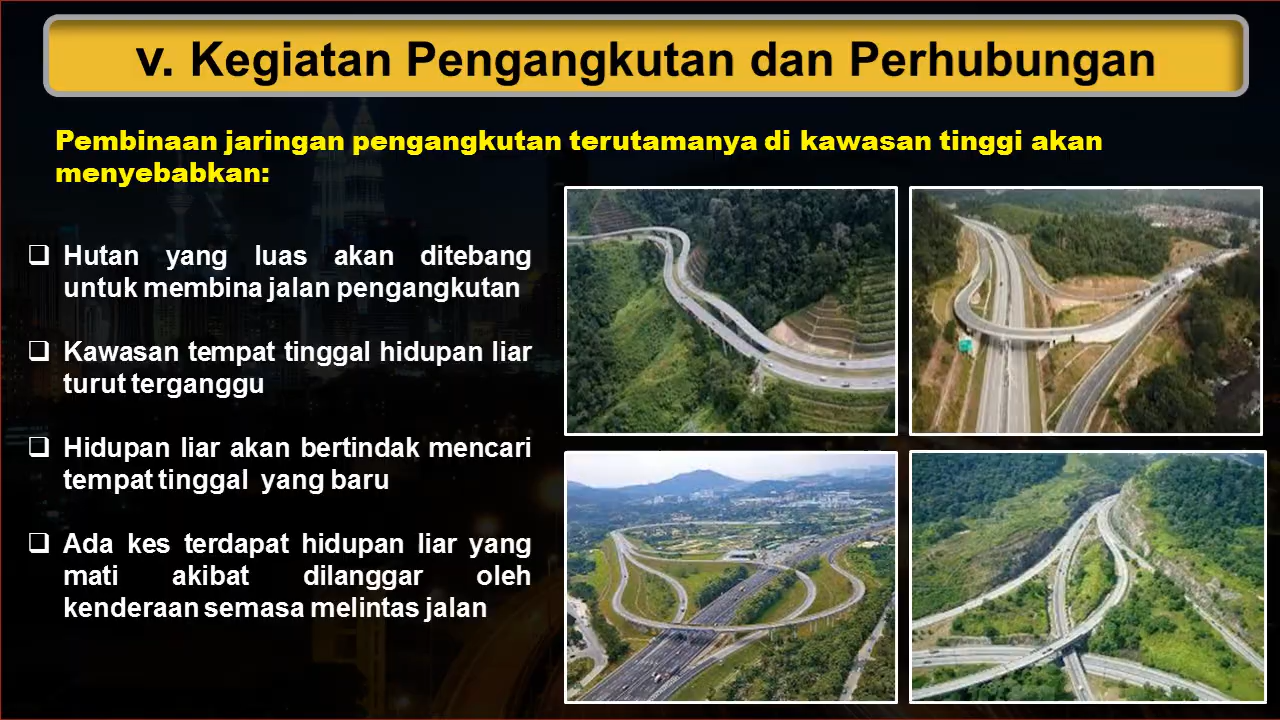 v. Kegiatan Pengangkutan dan Perhubungan
Pembinaan jaringan pengangkutan terutamanya di kawasan tinggi akan
menyebabkan:
❑ Hutan yang luas akan ditebang
untuk membina jalan pengangkutan
❑ Kawasan tempat tinggal hidupan liar
turut terganggu
❑ Hidupan liar akan bertindak mencari
tempat tinggal yang baru
❑ Ada kes terdapat hidupan liar yang
mati akibat dilanggar oleh
kenderaan semasa melintas jalan